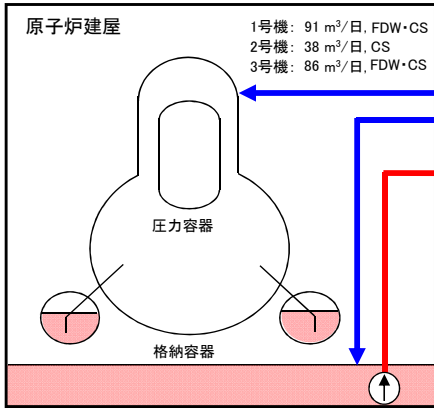 原子炉建屋
1号機: 91 m³/日, FDW・CS
2号機: 38 m³/日, CS
3号機: 86 m³/日, FDW・CS
圧力容器
格納容器